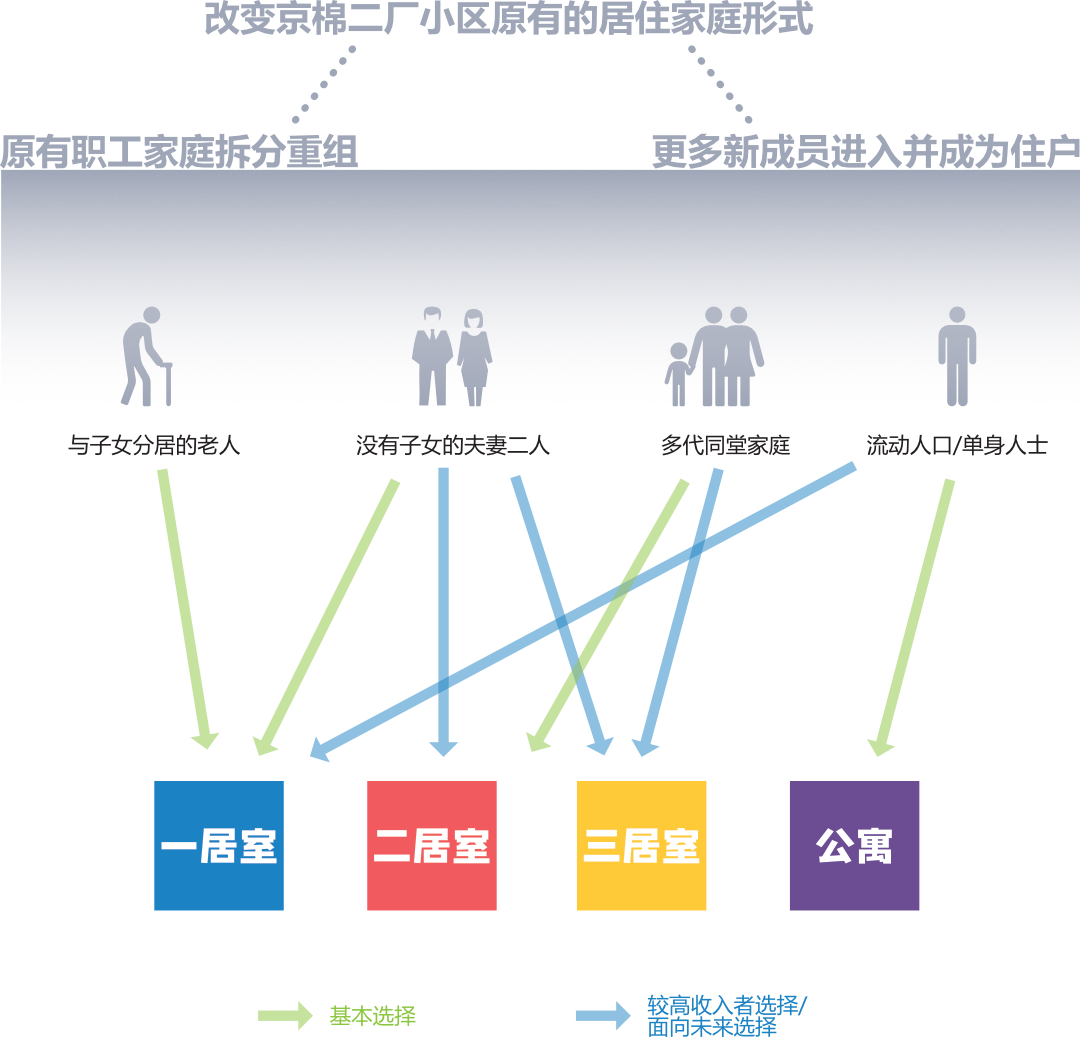 改变京棉二厂小区原有的居住家庭形式
原有职工家庭拆分重组
更多新成员进入并成为住户
与子女分居的老人
没有子女的夫妻二人
多代同堂家庭
流动人口/单身人士
一居室
二居室
三居室
公寓
基本选择
较高收入者选择/
面向未来选择